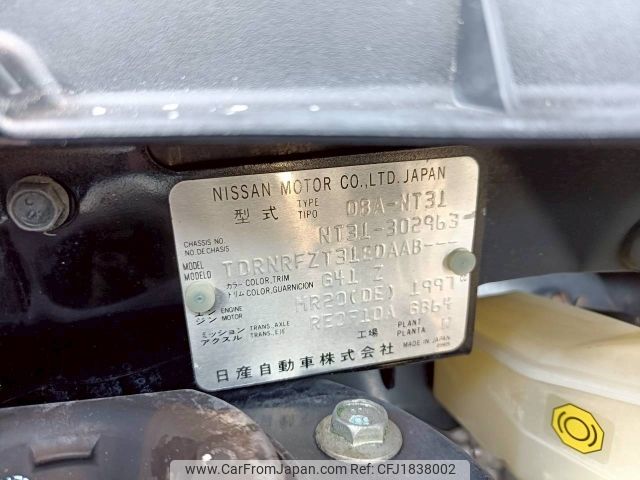 NISSAN MOTOR CO.,LTD. JAPAN
型式 TYPE TIPO DBA-NT31
CHASSIS NO. NO. DECHASIS NT31-302963
MODEL MODELO TDRNRFZT31EDAAB---
カラー COLOR,TRIM トリム COLOR,GUARNICION G41 Z
エンジン ENGINE MOTOR MR20(DE) 1997
ミッション アクスル TRANS.,AXLE TRANS.,EJE RE0F10A GB64
工場 PLANT PLANTA
MADE IN JAPAN
日産自動車株式会社
www.CarFromJapan.com - CFJ1838002